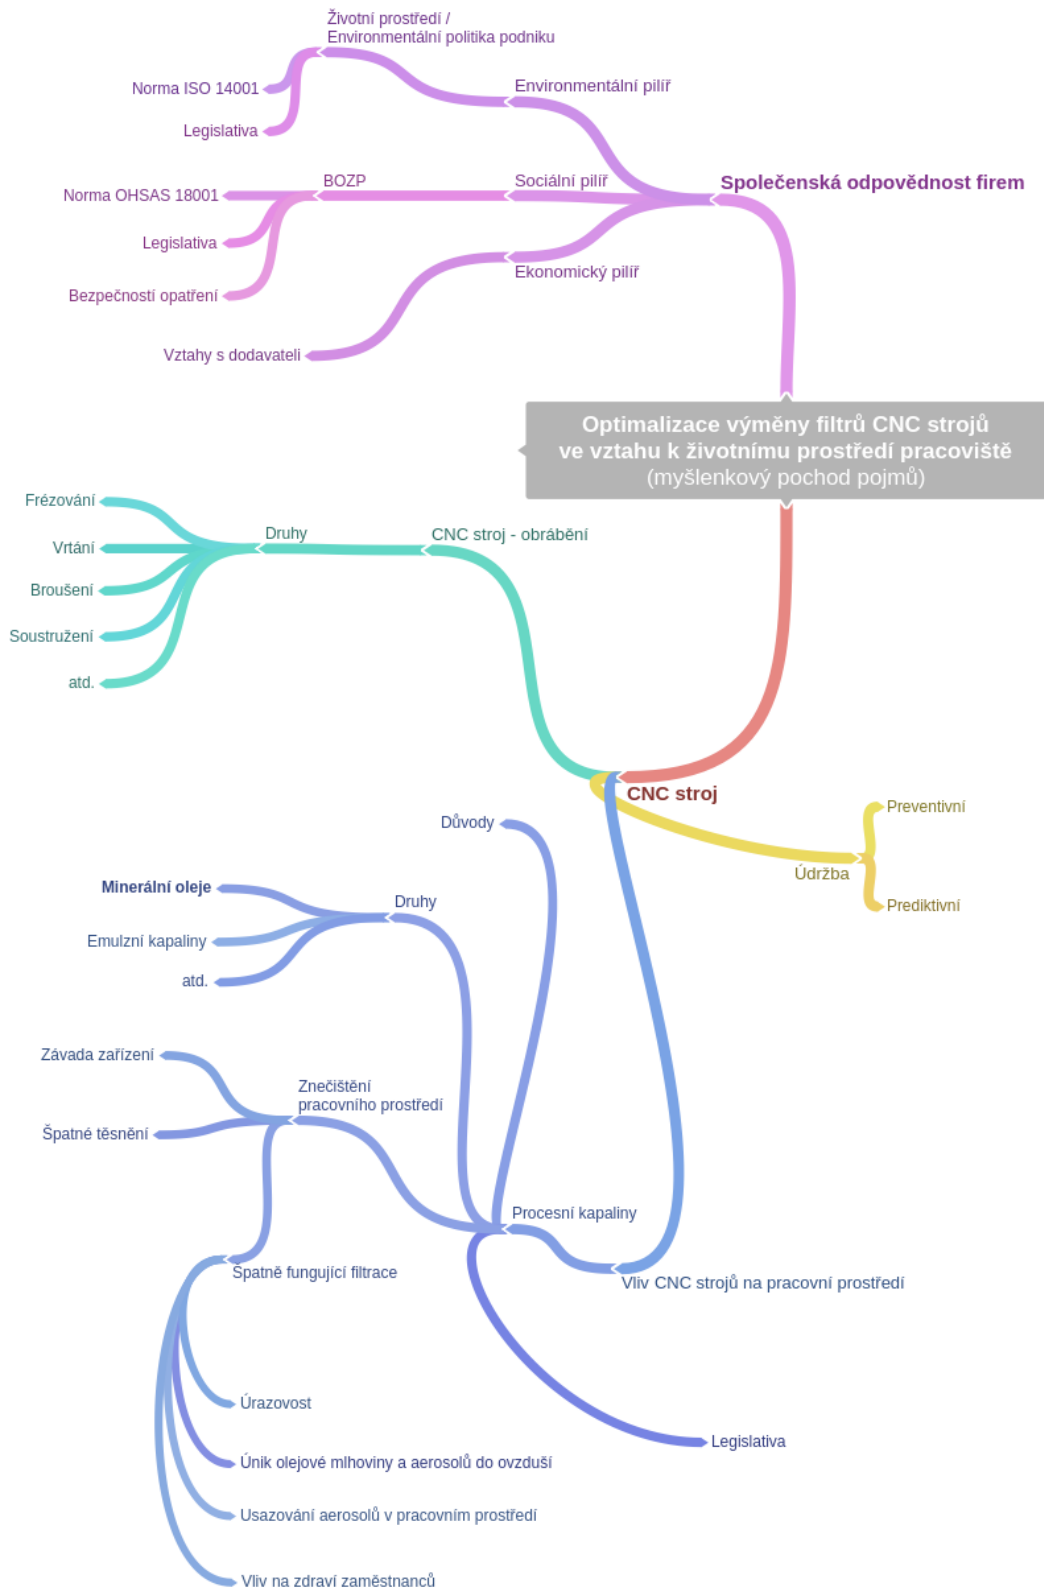 Životní prostředí /
Environmentální politika podniku
Environmentální pilíř
Norma ISO 14001
Legislativa
BOZP
Sociální pilíř
Společenská odpovědnost firem
Norma OHSAS 18001
Legislativa
Ekonomický pilíř
Bezpečností opatření
Vztahy s dodavateli
Optimalizace výměny filtrů CNC strojů
ve vztahu k životnímu prostředí pracoviště
(myšlenkový pochod pojmů)
Frézování
Druhy
CNC stroj - obrábění
Vrtání
Broušení
Soustružení
atd.
CNC stroj
Preventivní
Důvody
Údržba
Minerální oleje
Druhy
Prediktivní
Emulzní kapaliny
atd.
Závada zařízení
Znečištění
pracovního prostředí
Špatné těsnění
Procesní kapaliny
Špatně fungující filtrace
Vliv CNC strojů na pracovní prostředí
Úrazovost
Legislativa
Únik olejové mlhoviny a aerosolů do ovzduší
Usazování aerosolů v pracovním prostředí
Vliv na zdraví zaměstnanců